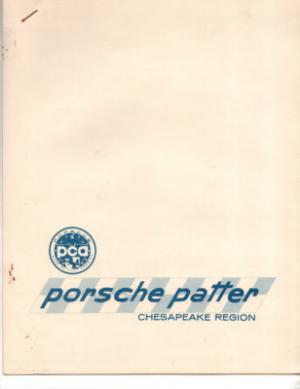 pca
porsche patter
CHESAPEAKE REGION